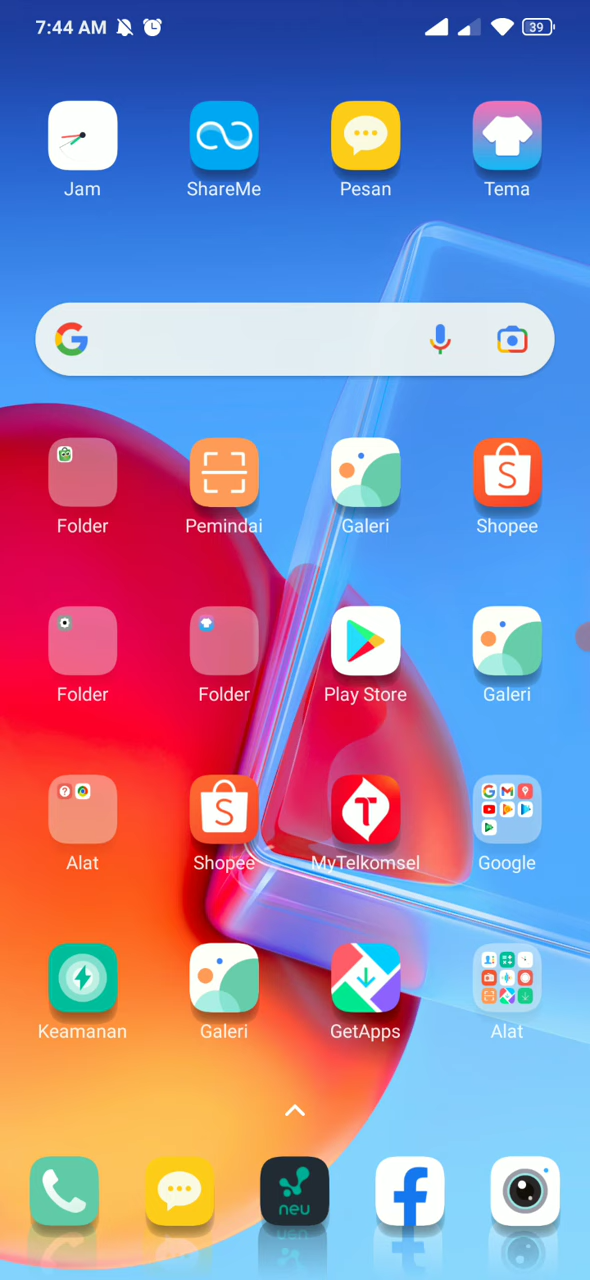 7:44 AM 39
Jam ShareMe Pesan Tema
Folder Pemindai Galeri Shopee
Folder Folder Play Store Galeri
Alat Shopee MyTelkomsel Google
Keamanan Galeri GetApps Alat
neu